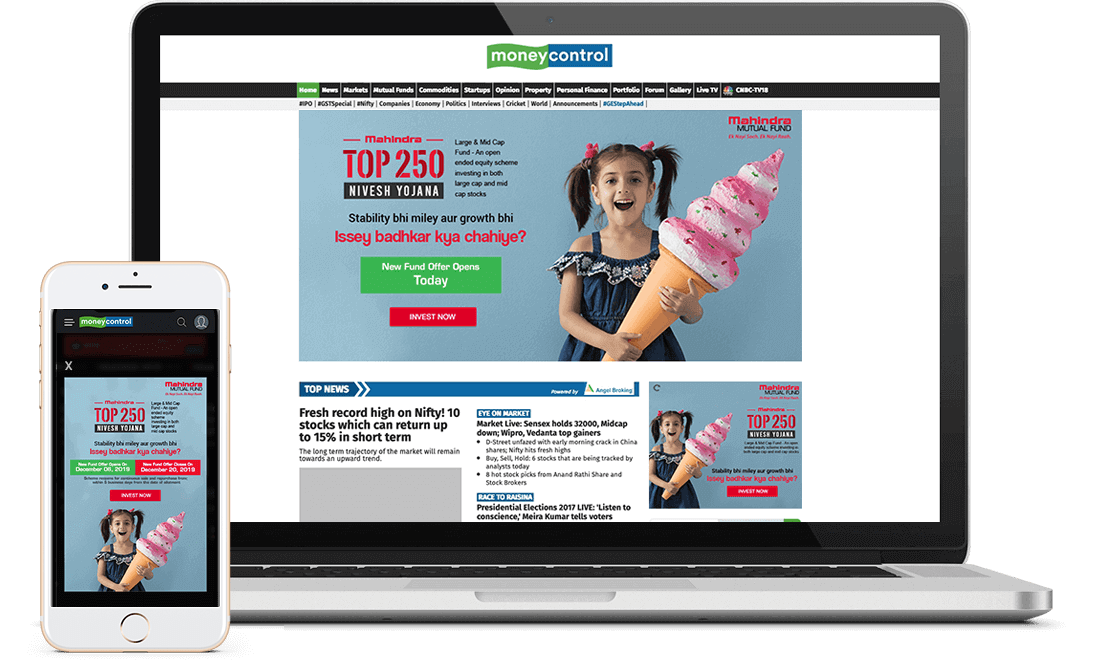 moneycontrol
Home News Markets Mutual Funds Commodities Startups Opinion Property Personal Finance Portfolio Forum Gallery Live TV CNBC-TV18
#IPO | #GSTSpecial | #Nifty | Companies | Economy | Politics | Interviews | Cricket | World | Announcements | #GEStepAhead |
Mahindra
MUTUAL FUND
Mahindra
TOP 250
NIVESH YOJANA
Large & Mid Cap
Fund - An open
ended equity scheme
investing in both
large cap and mid
cap stocks
Stability bhi miley aur growth bhi
Issey badhkar kya chahiye?
New Fund Offer Opens
Today
INVEST NOW
TOP NEWS
Powered by Angel Broking
Fresh record high on Nifty! 10
stocks which can return up
to 15% in short term
The long term trajectory of the market will remain
towards an upward trend.
EYE ON MARKET
Market Live: Sensex holds 32000, Midcap
down; Wipro, Vedanta top gainers
D-Street unfazed with early morning crack in China
shares; Nifty hits fresh highs
Buy, Sell, Hold: 6 stocks that are being tracked by
analysts today
8 hot stock picks from Anand Rathi Share and
Stock Brokers
RACE TO RAISINA
Presidential Elections 2017 LIVE: 'Listen to
conscience,' Meira Kumar tells voters
Mahindra
MUTUAL FUND
Mahindra
TOP 250
NIVESH YOJANA
Large & Mid Cap Fund - An open
ended equity scheme investing in
both large cap and mid cap stocks
Stability bhi miley aur growth bhi
Issey badhkar kya chahiye?
INVEST NOW
moneycontrol
X
Mahindra
MUTUAL FUND
Mahindra
TOP 250
NIVESH YOJANA
Large & Mid Cap
Fund - An open
ended equity
scheme
investing in both
large cap and
mid cap stocks
Stability bhi miley aur growth bhi
Issey badhkar kya chahiye?
New Fund Offer Opens On
December 06, 2019
New Fund Offer Closes On
December 20, 2019
INVEST NOW